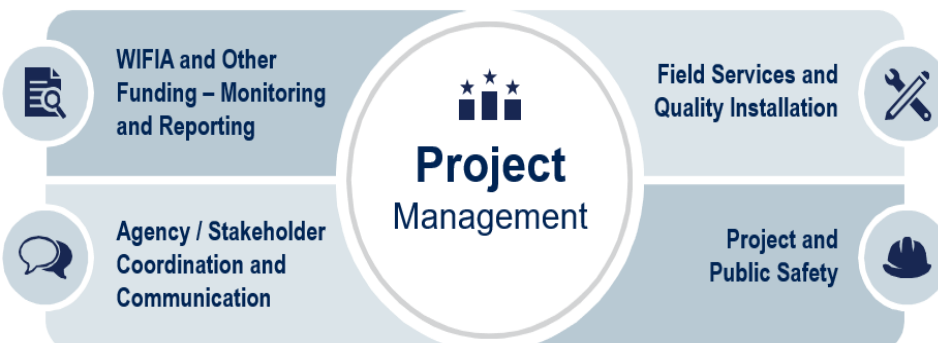 WIFIA and Other
Funding – Monitoring
and Reporting
Agency / Stakeholder
Coordination and
Communication
Project
Management
Field Services and
Quality Installation
Project and
Public Safety